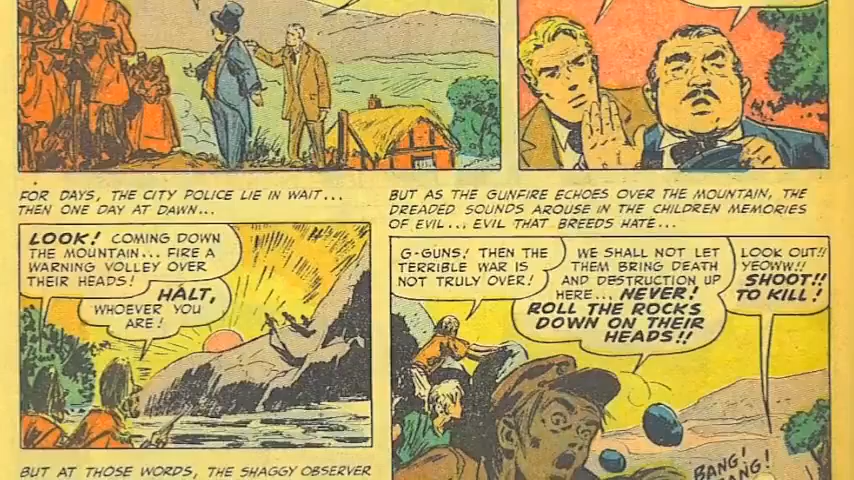 FOR DAYS, THE CITY POLICE LIE IN WAIT...
THEN ONE DAY AT DAWN...
BUT AS THE GUNFIRE ECHOES OVER THE MOUNTAIN, THE
DREADED SOUNDS AROUSE IN THE CHILDREN MEMORIES
OF EVIL... EVIL THAT BREEDS HATE...
LOOK! COMING DOWN
THE MOUNTAIN... FIRE A
WARNING VOLLEY OVER
THEIR HEADS!
HALT,
WHOEVER YOU
ARE!
G-GUNS! THEN THE
TERRIBLE WAR IS
NOT TRULY OVER!
WE SHALL NOT LET
THEM BRING DEATH
AND DESTRUCTION UP
HERE... NEVER!
ROLL THE ROCKS
DOWN ON THEIR
HEADS!!
LOOK OUT!!
YEOWW!!
SHOOT!!
TO KILL!
BANG!
BANG!
BUT AT THOSE WORDS, THE SHAGGY OBSERVER